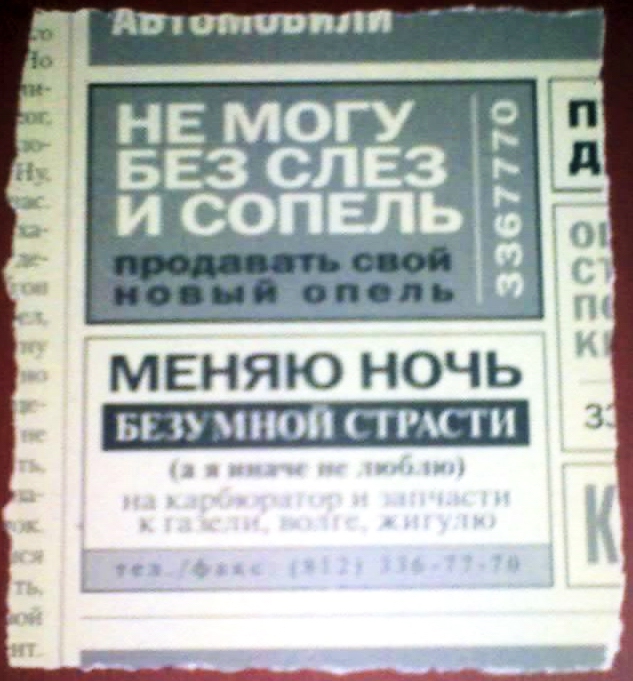 АВТОМОБИЛИ
НЕ МОГУ
БЕЗ СЛЕЗ
И СОПЕЛЬ
продавать свой
новый опель
3367770
МЕНЯЮ НОЧЬ
БЕЗУМНОЙ СТРАСТИ
(а я иначе не люблю)
на карбюратор и запчасти
к газели, волге, жигулю
тел./факс: (812) 336-77-70